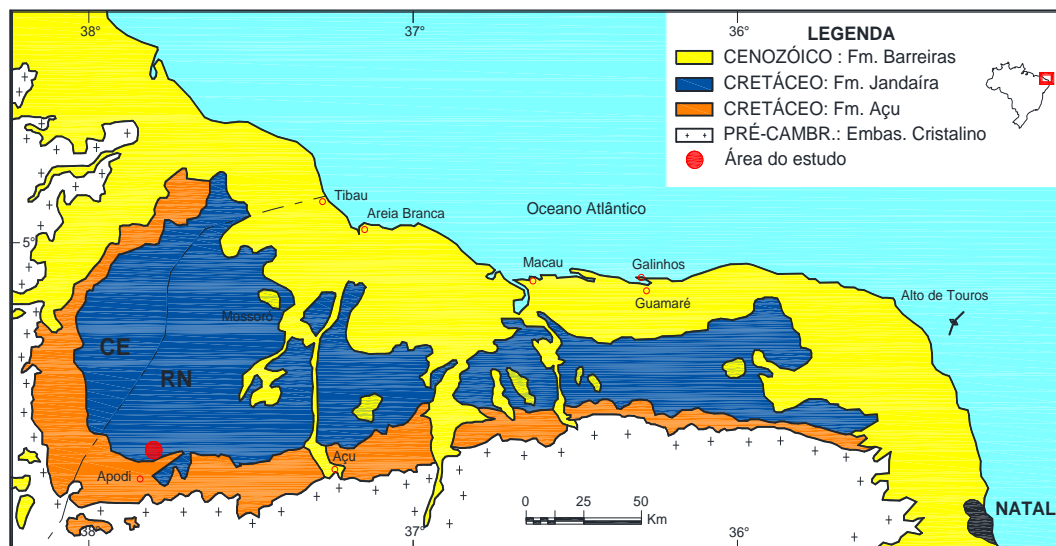 38°
37°
36°
LEGENDA
CENOZÓICO : Fm. Barreiras
CRETÁCEO: Fm. Jandaíra
CRETÁCEO: Fm. Açu
PRÉ-CAMBR.: Embas. Cristalino
Área do estudo
Tibau
Areia Branca
Oceano Atlântico
5°
Macau
Galinhos
Guamaré
Alto de Touros
Mossoró
CE
RN
Açu
Apodi
0 25 50
Km
NATAL
38°
37°
36°